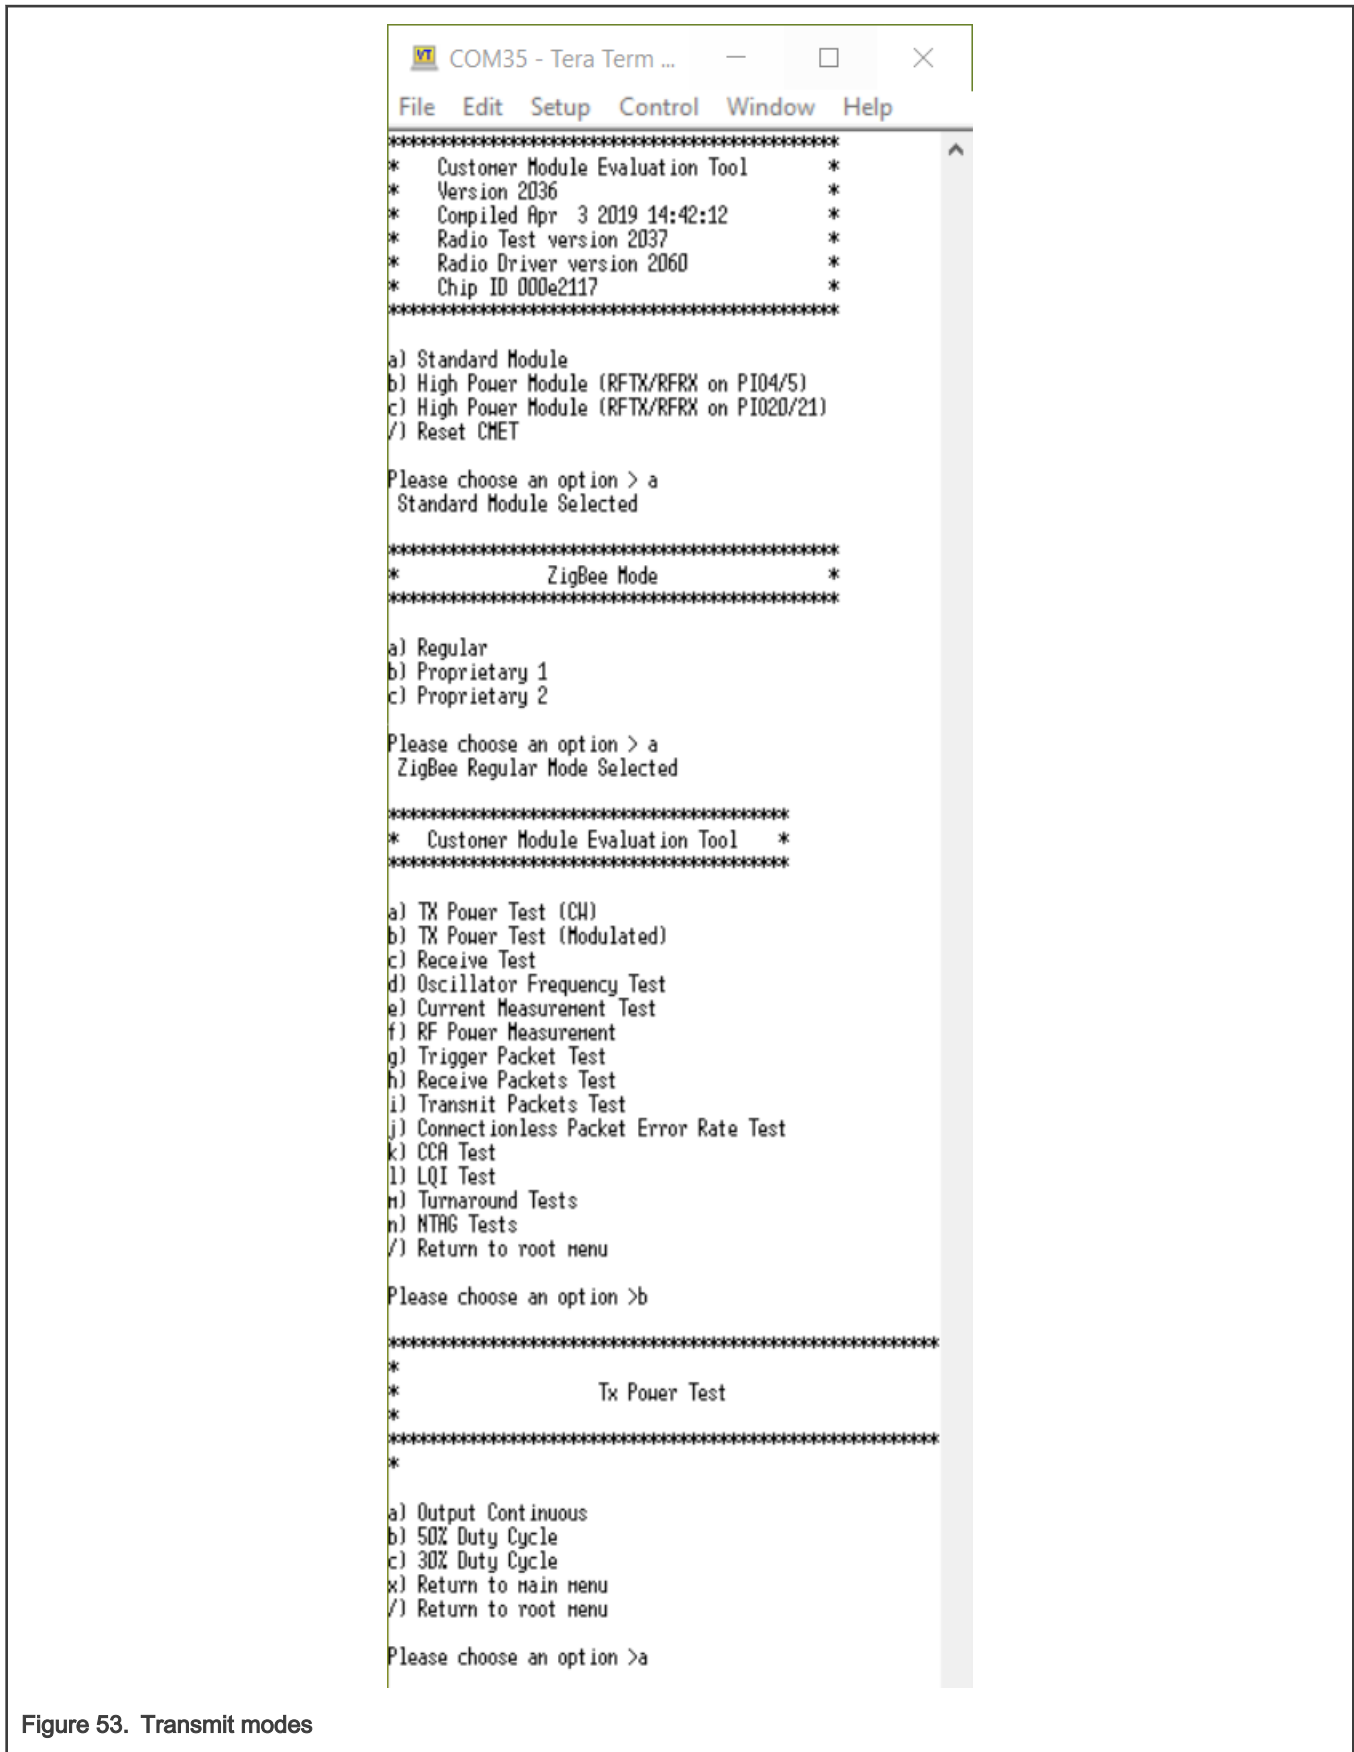 COM35 - Tera Term ...
File Edit Setup Control Window Help
*********************************************
* Customer Module Evaluation Tool *
* Version 2036 *
* Compiled Apr  3 2019 14:42:12 *
* Radio Test version 2037 *
* Radio Driver version 2060 *
* Chip ID 000e2117 *
*********************************************
a) Standard Module
b) High Power Module (RFTX/RFRX on PIO4/5)
c) High Power Module (RFTX/RFRX on PIO20/21)
/) Reset CMET
Please choose an option > a
Standard Module Selected
*********************************************
* ZigBee Mode *
*********************************************
a) Regular
b) Proprietary 1
c) Proprietary 2
Please choose an option > a
ZigBee Regular Mode Selected
****************************************
* Customer Module Evaluation Tool *
****************************************
a) TX Power Test (CW)
b) TX Power Test (Modulated)
c) Receive Test
d) Oscillator Frequency Test
e) Current Measurement Test
f) RF Power Measurement
g) Trigger Packet Test
h) Receive Packets Test
i) Transmit Packets Test
j) Connectionless Packet Error Rate Test
k) CCA Test
l) LQI Test
m) Turnaround Tests
n) NTAG Tests
/) Return to root menu
Please choose an option >b
*******************************************************
*
* Tx Power Test
*
*******************************************************
*
a) Output Continuous
b) 50% Duty Cycle
c) 30% Duty Cycle
x) Return to main menu
/) Return to root menu
Please choose an option >a
Figure 53. Transmit modes